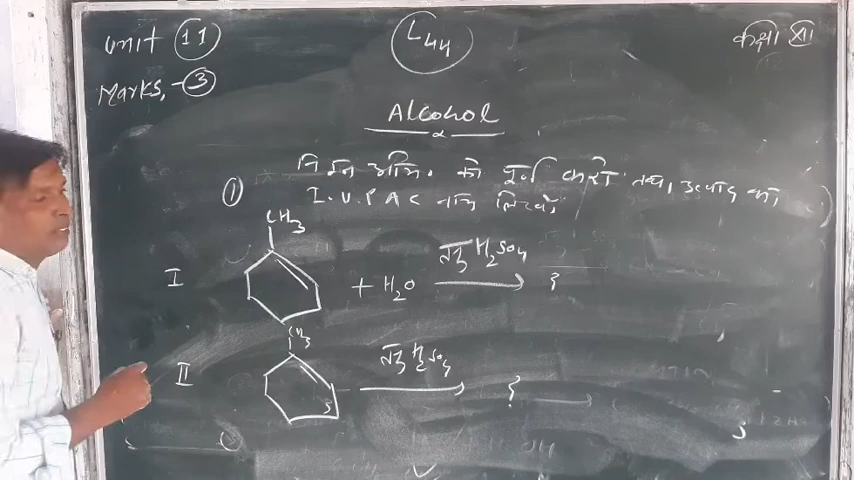 Unit 11
L44
कक्षा XII
Marks - 3
Alcohol
① निम्न अभि. को पूर्ण करो तथा उत्पाद का
I.U.P.A.C नाम लिखो
CH3
I
+ H2O
तनु H2SO4
?
CH3
II
तनु H2SO4
?